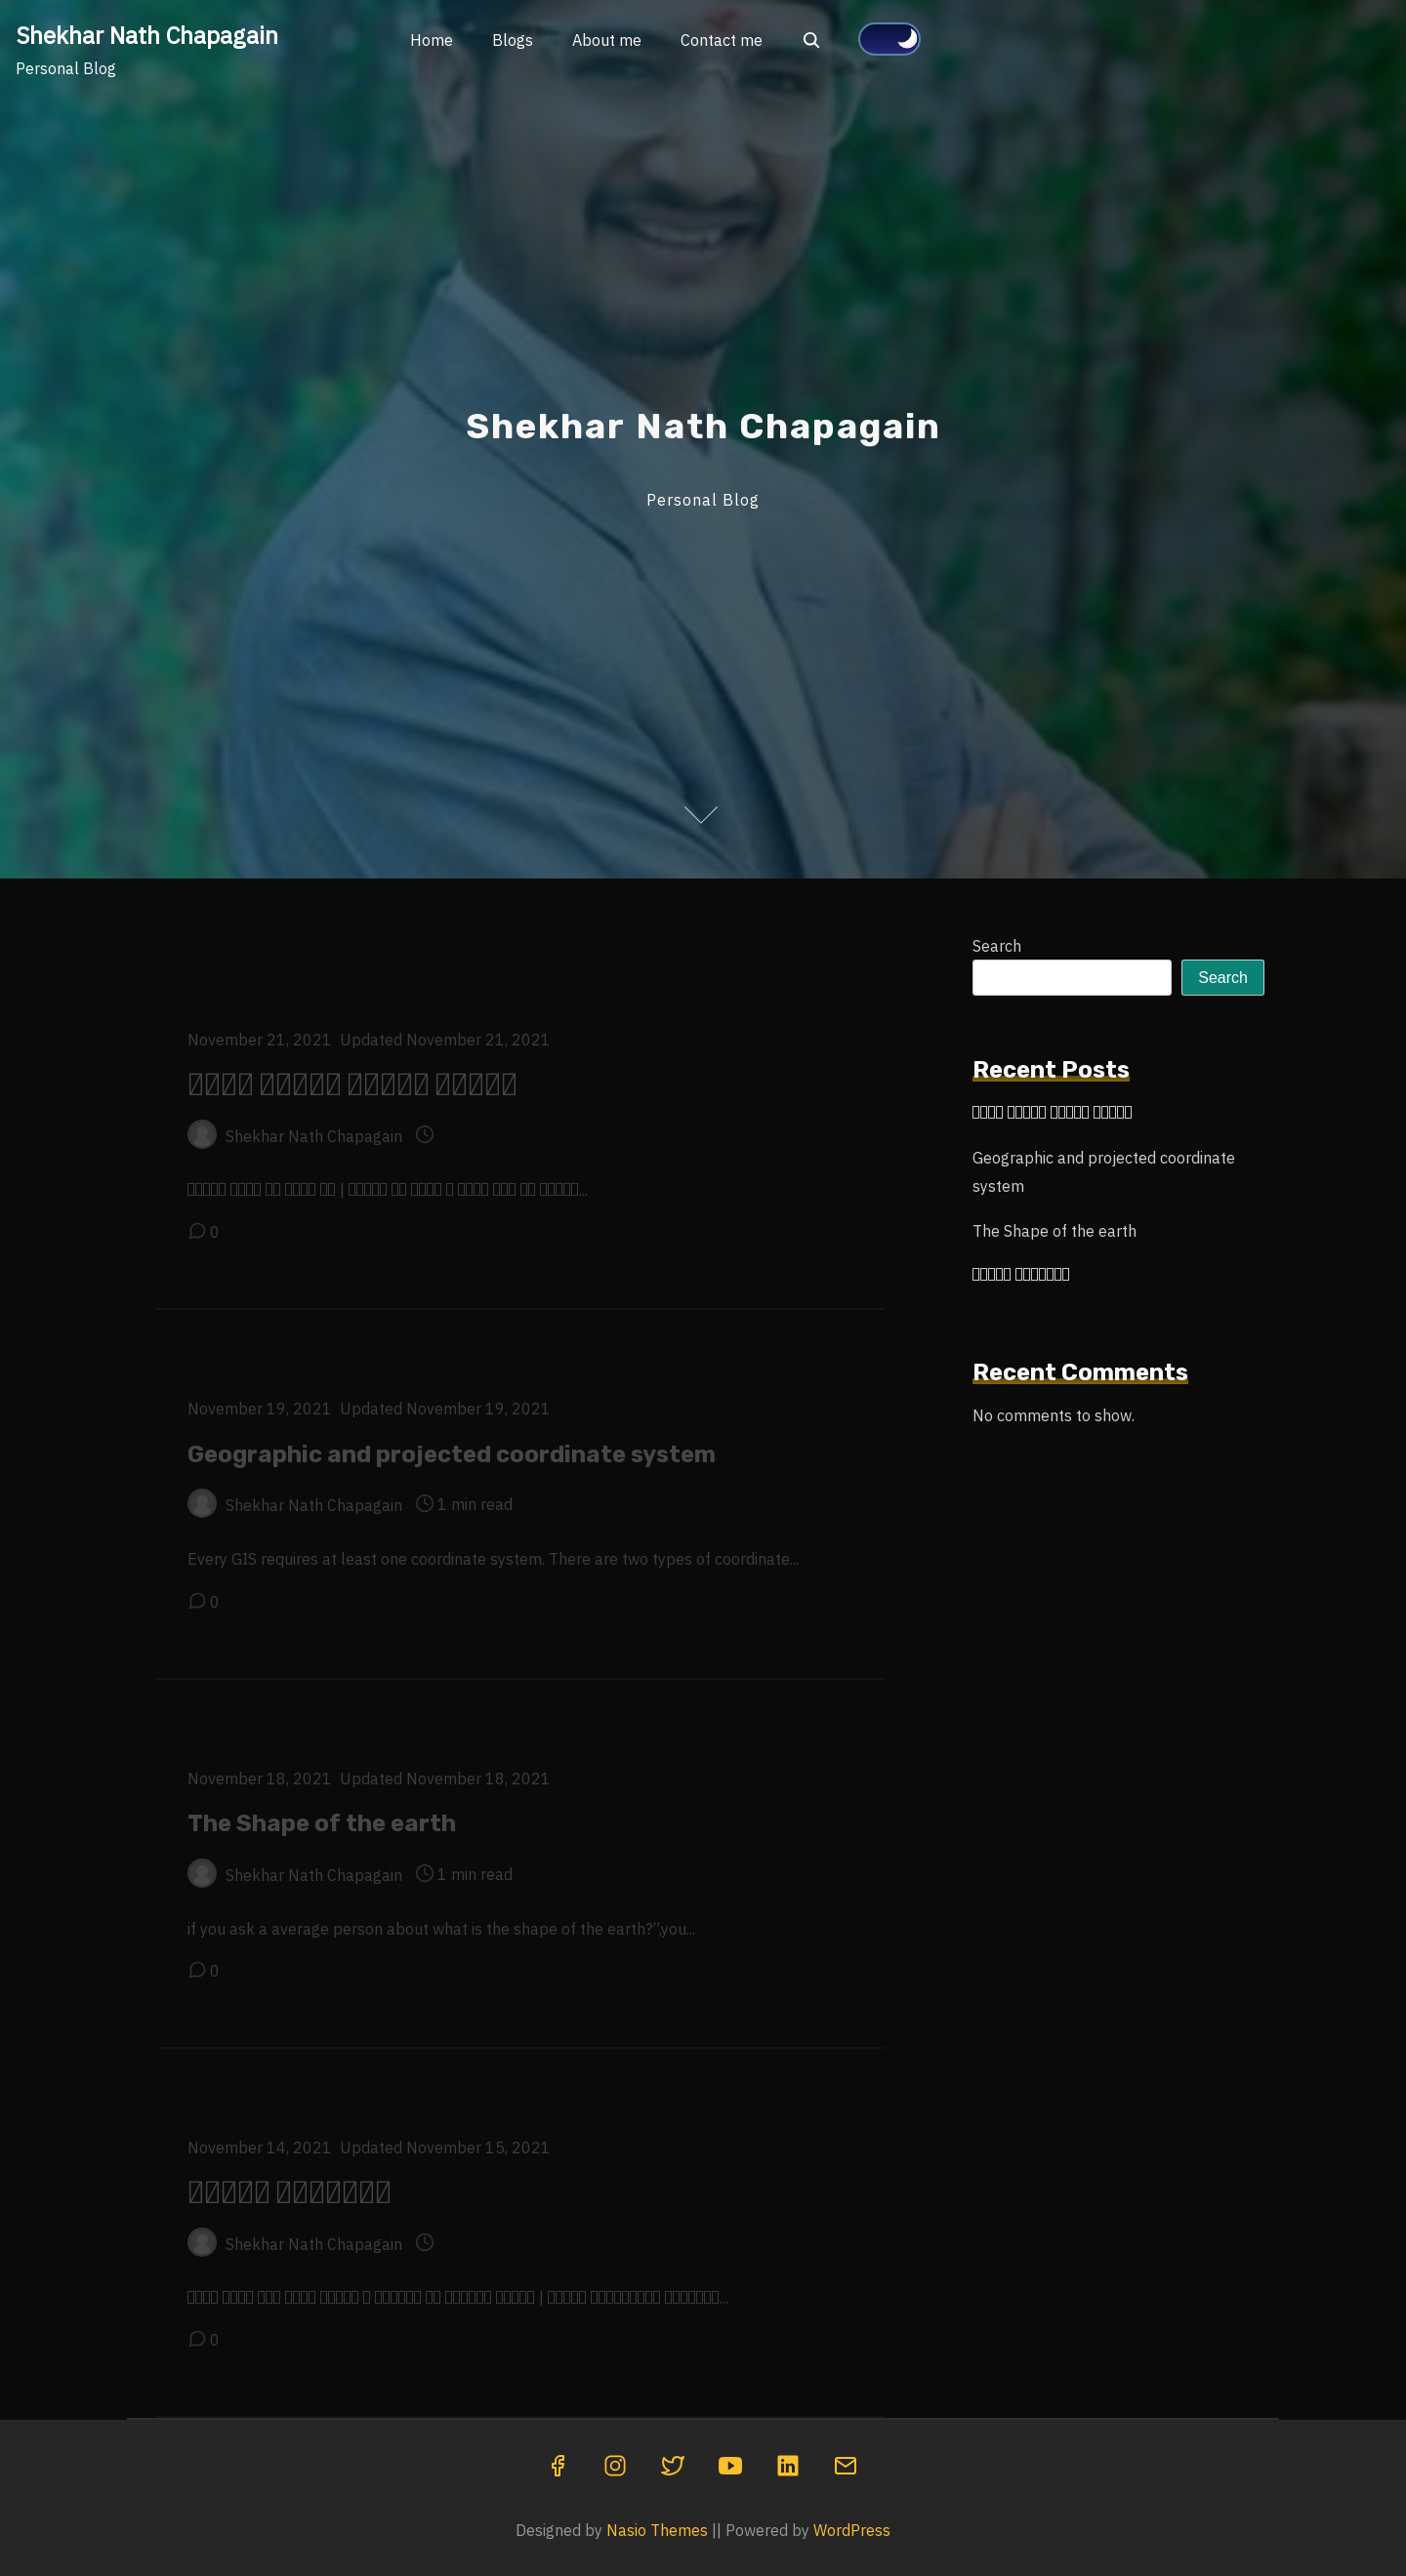 Shekhar Nath Chapagain
Personal Blog
Home
Blogs
About me
Contact me
Shekhar Nath Chapagain
Personal Blog
November 21, 2021 Updated November 21, 2021
Shekhar Nath Chapagain
0
November 19, 2021 Updated November 19, 2021
Geographic and projected coordinate system
Shekhar Nath Chapagain 1 min read
Every GIS requires at least one coordinate system. There are two types of coordinate...
0
November 18, 2021 Updated November 18, 2021
The Shape of the earth
Shekhar Nath Chapagain 1 min read
if you ask a average person about what is the shape of the earth?”,you...
0
November 14, 2021 Updated November 15, 2021
Shekhar Nath Chapagain
0
Search
Search
Recent Posts
Geographic and projected coordinate
system
The Shape of the earth
Recent Comments
No comments to show.
Designed by Nasio Themes || Powered by WordPress